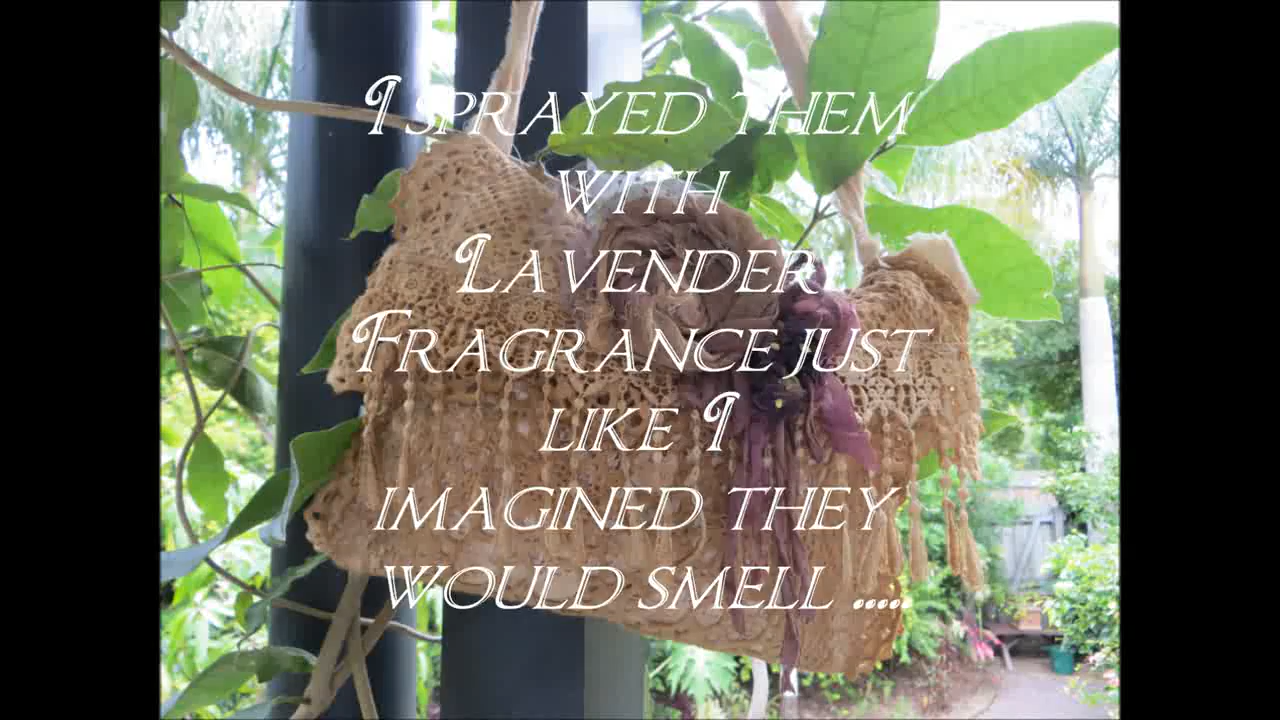 I sprayed them
with
Lavender
Fragrance just
like I
imagined they
would smell .....